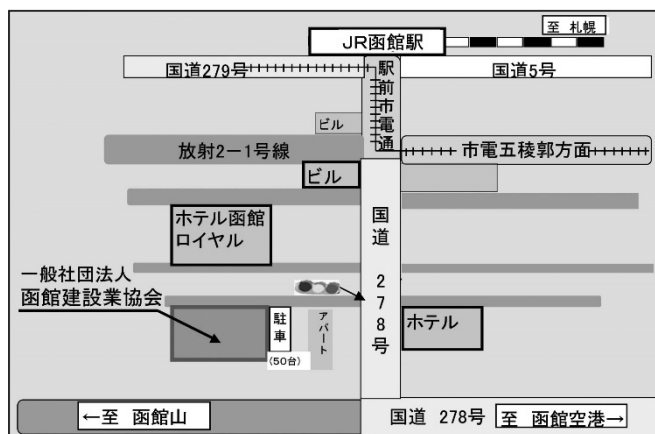 至 札幌
JR函館駅
国道279号
駅前市電通
国道5号
ビル
放射2ー1号線
市電五稜郭方面
ビル
国道 278号
ホテル函館
ロイヤル
一般社団法人
函館建設業協会
駐車
(50台)
アパート
ホテル
←至 函館山
国道 278号
至 函館空港→